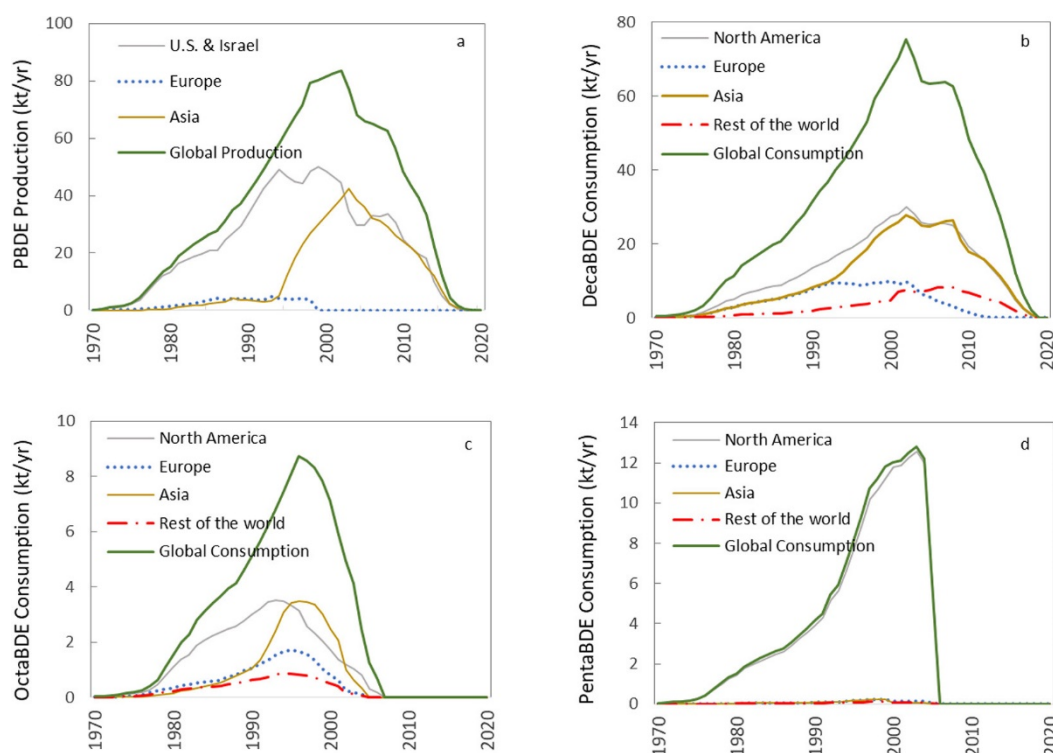 PBDE Production (kt/yr)
100
80
60
40
20
0
U.S. & Israel
Europe
Asia
Global Production
a
1970
1980
1990
2000
2010
2020
DecaBDE Consumption (kt/yr)
80
60
40
20
0
North America
Europe
Asia
Rest of the world
Global Consumption
b
1970
1980
1990
2000
2010
2020
OctaBDE Consumption (kt/yr)
10
8
6
4
2
0
North America
Europe
Asia
Rest of the world
Global Consumption
c
1970
1980
1990
2000
2010
2020
PentaBDE Consumption (kt/yr)
14
12
10
8
6
4
2
0
North America
Europe
Asia
Rest of the world
Global Consumption
d
1970
1980
1990
2000
2010
2020